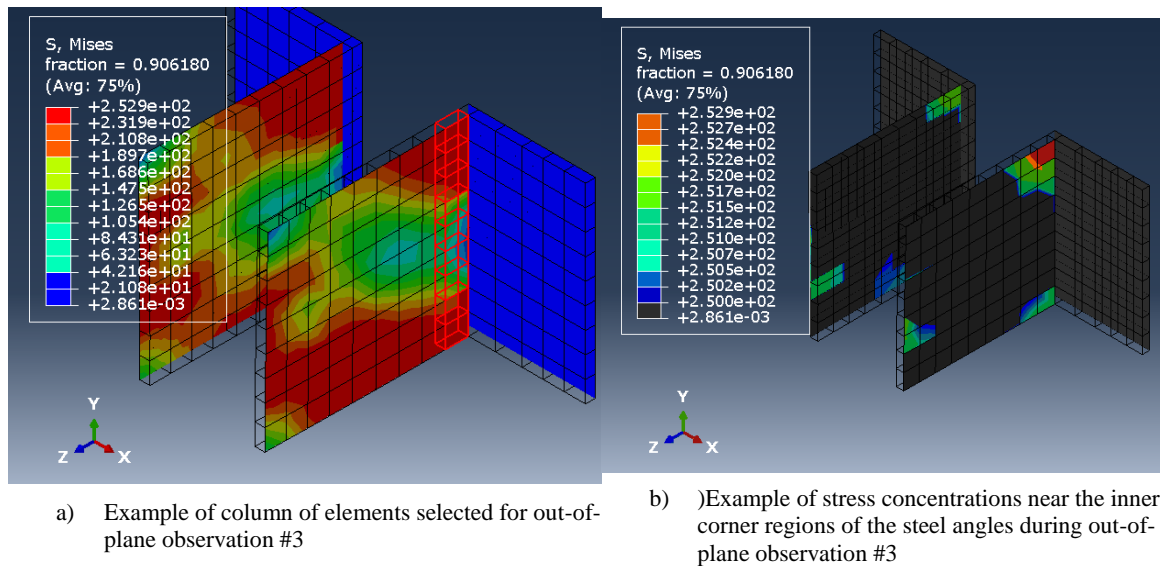 S, Mises
fraction = 0.906180
(Avg: 75%)
+2.529e+02
+2.319e+02
+2.108e+02
+1.897e+02
+1.686e+02
+1.475e+02
+1.265e+02
+1.054e+02
+8.431e+01
+6.323e+01
+4.216e+01
+2.108e+01
+2.861e-03
Y
Z X
a) Example of column of elements selected for out-of-
plane observation #3
S, Mises
fraction = 0.906180
(Avg: 75%)
+2.529e+02
+2.527e+02
+2.524e+02
+2.522e+02
+2.520e+02
+2.517e+02
+2.515e+02
+2.512e+02
+2.510e+02
+2.507e+02
+2.505e+02
+2.502e+02
+2.500e+02
+2.861e-03
Y
Z X
b) )Example of stress concentrations near the inner
corner regions of the steel angles during out-of-
plane observation #3